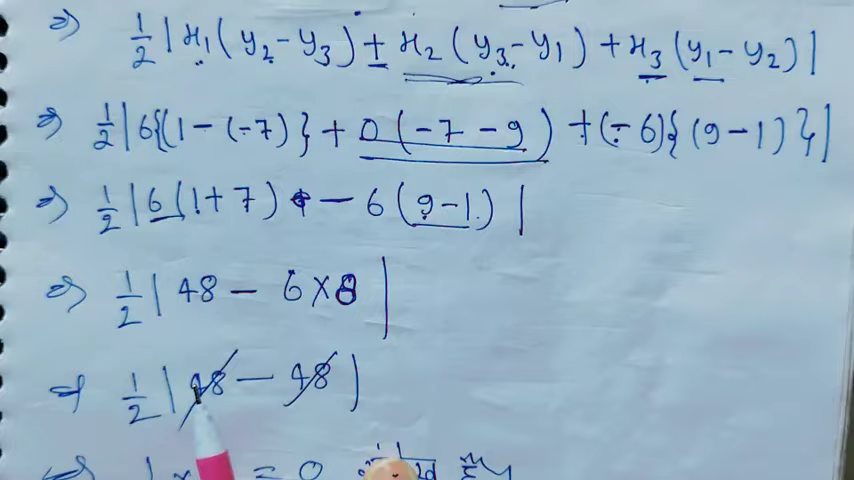 ⇒ 1/2 | x₁ (y₂ - y₃) + x₂ (y₃ - y₁) + x₃ (y₁ - y₂) |
⇒ 1/2 | 6{(1 - (-7)} + 0 (-7 - 9) + (-6){(9 - 1)}|
⇒ 1/2 | 6 (1 + 7) - 6 (9 - 1) |
⇒ 1/2 | 48 - 6 × 8 |
⇒ 1/2 | 48 - 48 |
⇒ 1 × = 0